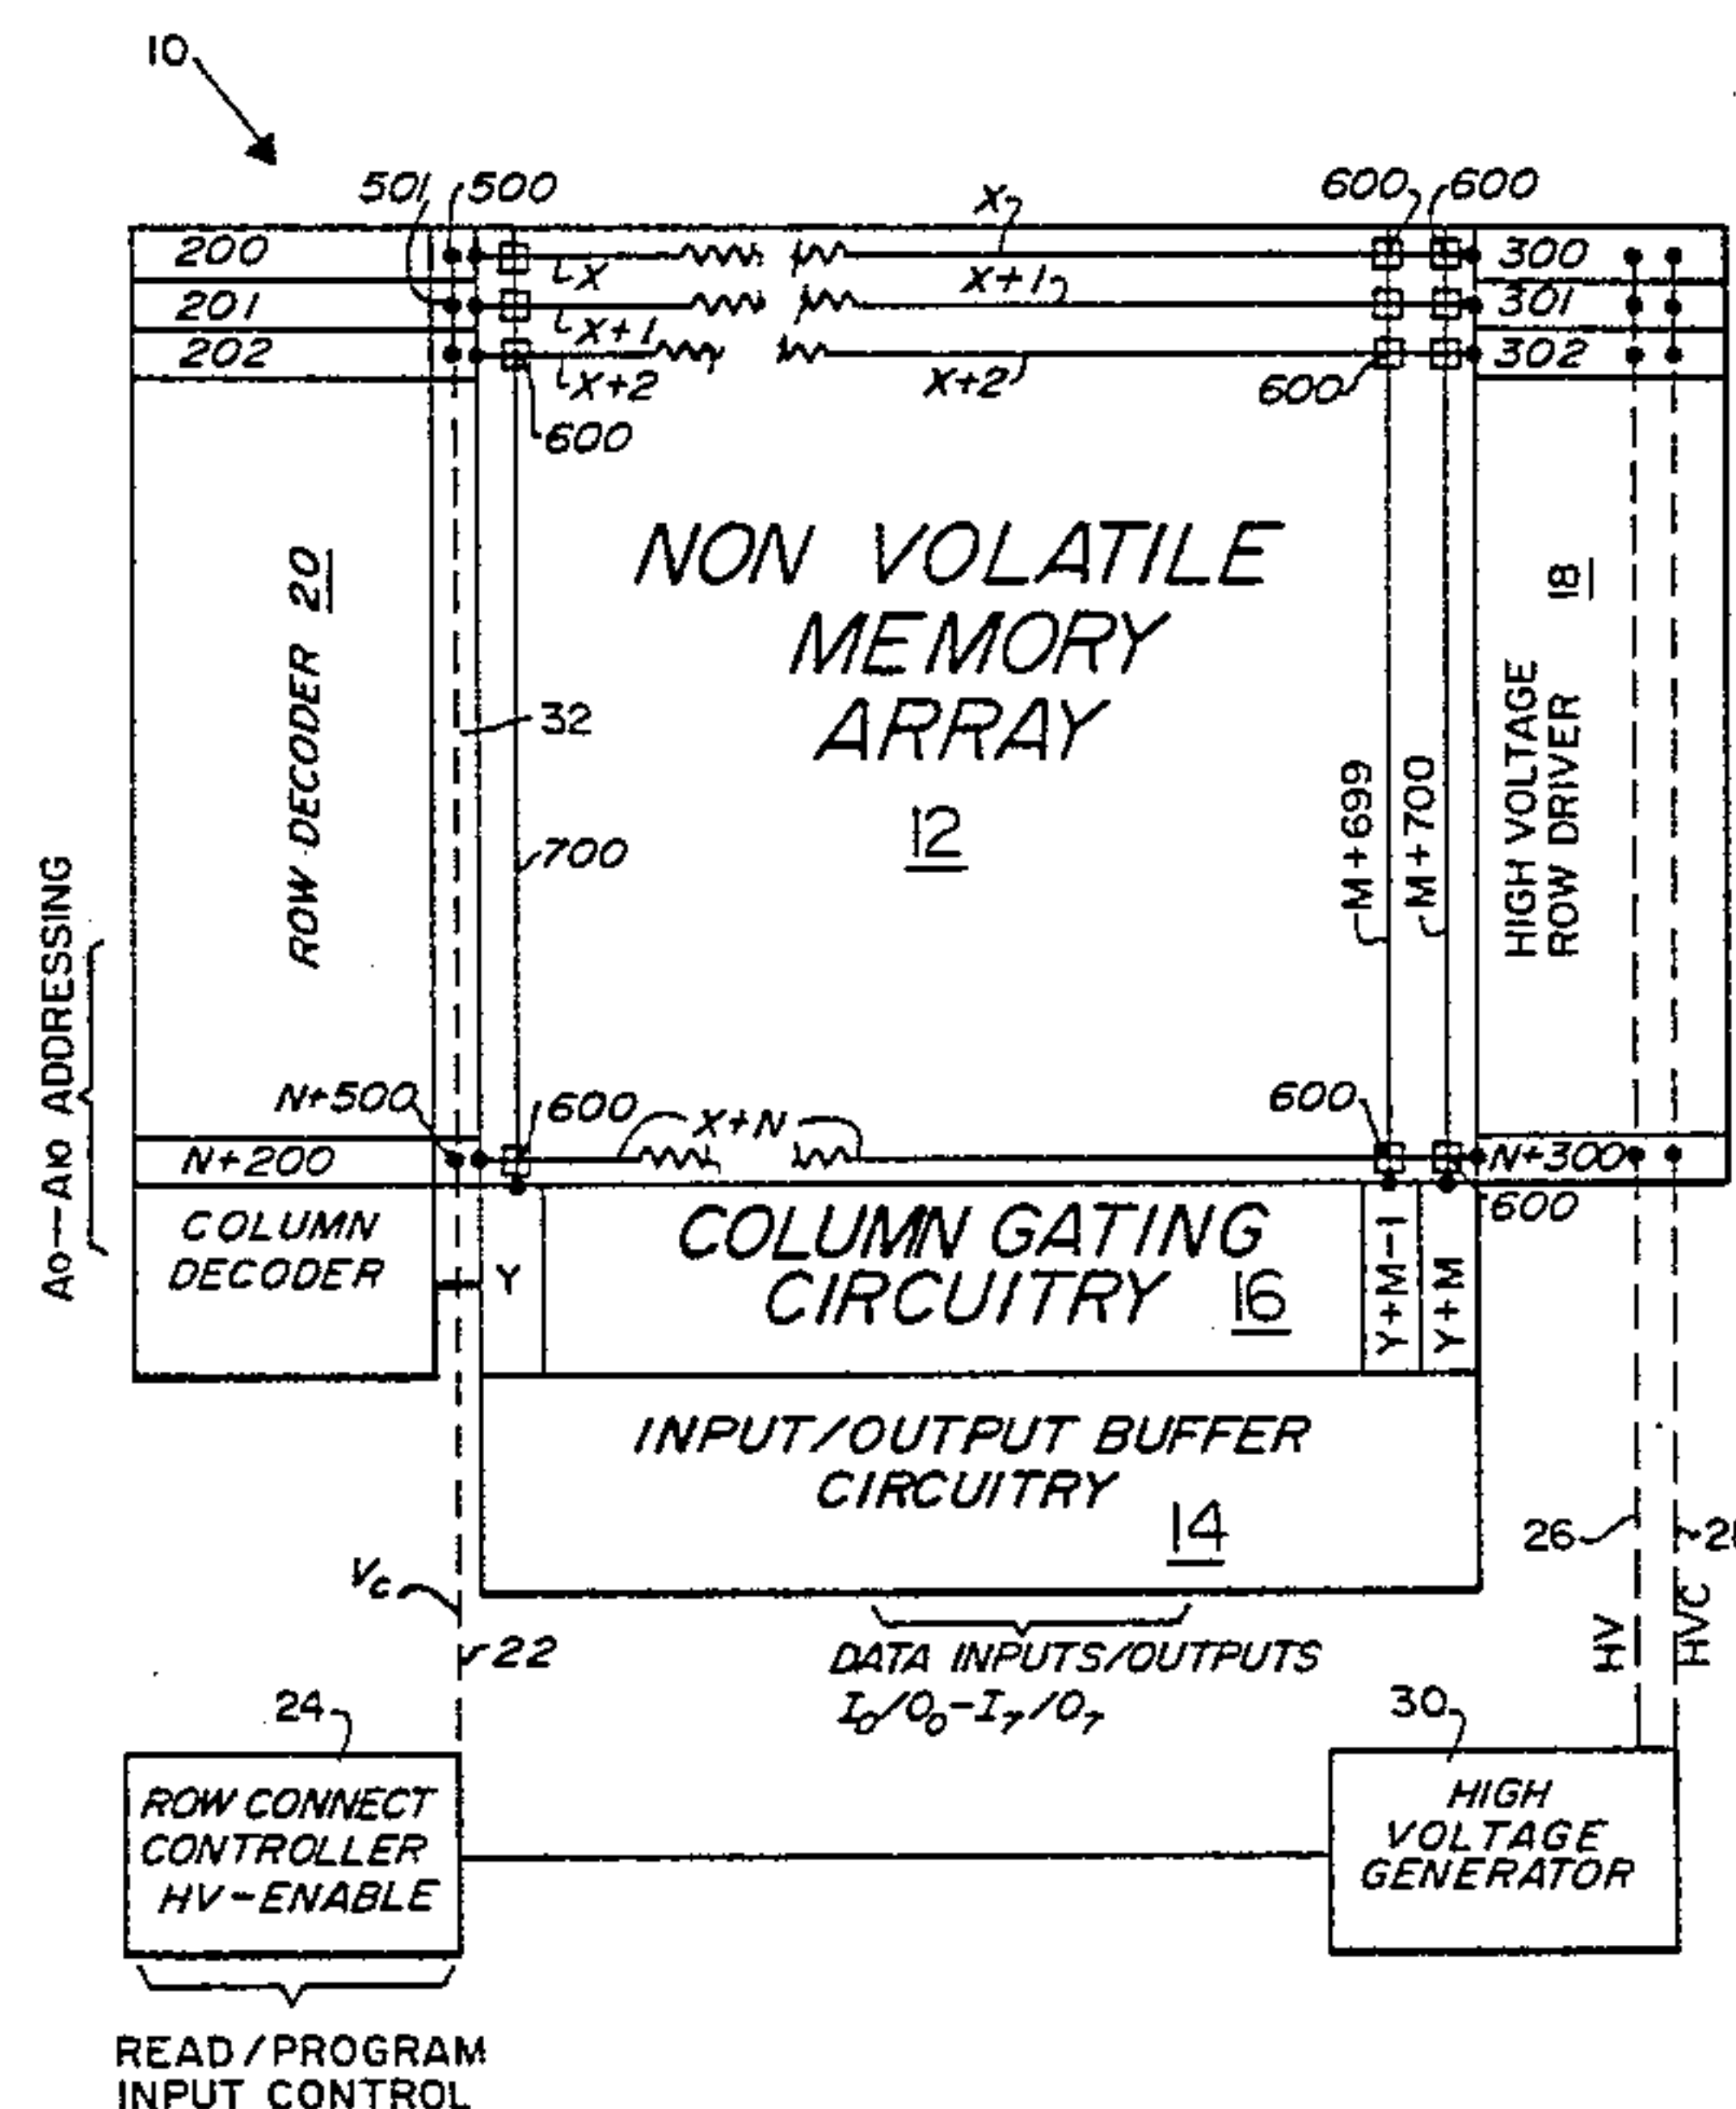 10
501 500 X 600 600
200 X 300
201 X+1 X+1 301
202 X+2 X+2 600 302
600
NON VOLATILE
MEMORY
ARRAY
12
ROW DECODER 20
32
700
M+699
M+700
HIGH VOLTAGE
ROW DRIVER 18
A0—A10 ADDRESSING
N+500 600 X+N 600
N+200 N+300
600
COLUMN
DECODER
Y
COLUMN GATING
CIRCUITRY 16
Y+M-1
Y+M
INPUT/OUTPUT BUFFER
CIRCUITRY
14
26
HV
HVC
Vc
22
DATA INPUTS/OUTPUTS
I0/O0-I7/O7
24
ROW CONNECT
CONTROLLER
HV-ENABLE
30
HIGH
VOLTAGE
GENERATOR
READ/PROGRAM
INPUT CONTROL